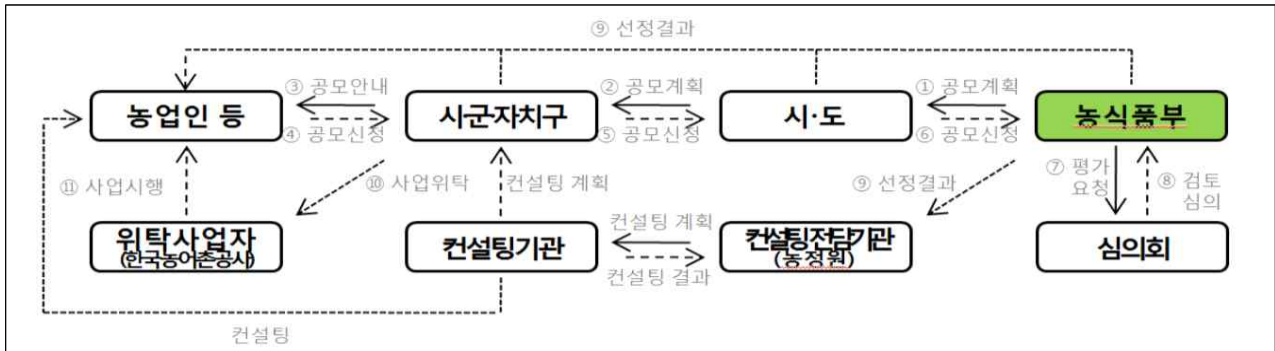 ⑨ 선정결과
③ 공모안내
② 공모계획
① 공모계획
농업인 등
시·군·자치구
시·도
농식품부
④ 공모신청
⑤ 공모신청
⑥ 공모신청
⑪ 사업시행
⑩ 사업위탁
컨설팅 계획
⑨ 선정결과
⑦ 평가
요청
⑧ 검토
심의
위탁사업자
(한국농어촌공사)
컨설팅기관
컨설팅 계획
컨설팅 결과
컨설팅전담기관
(농정원)
심의회
컨설팅